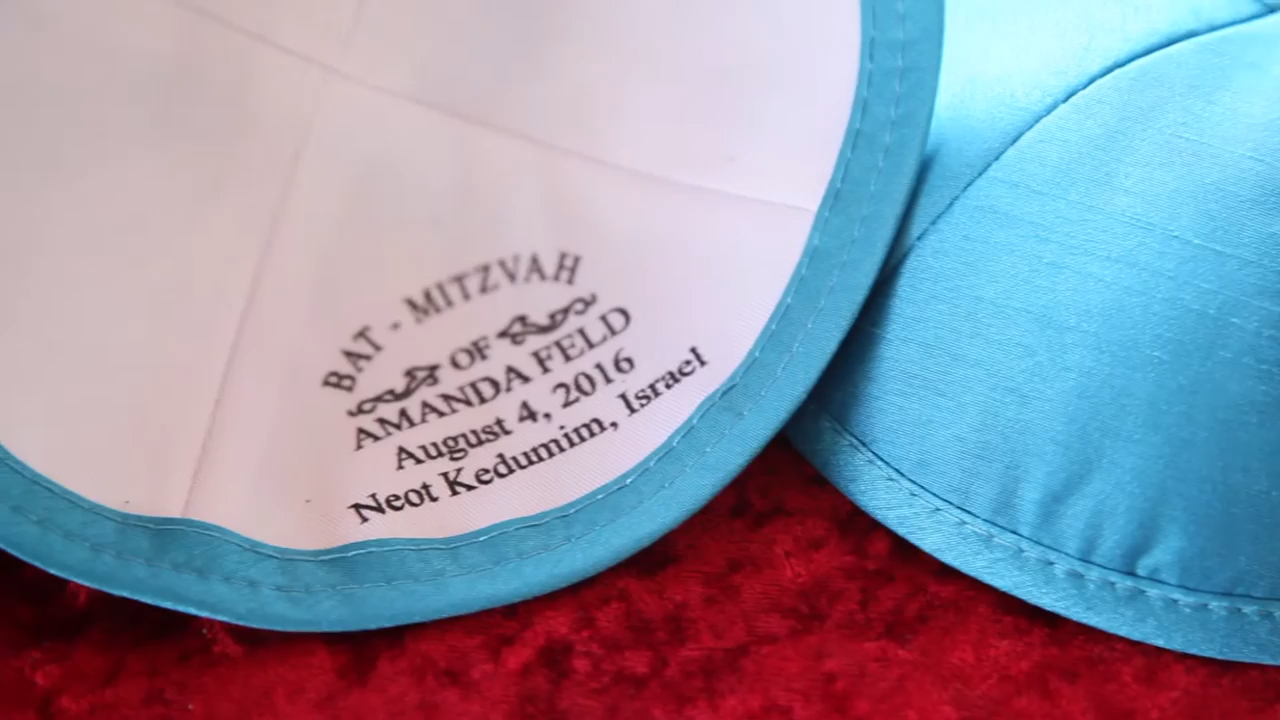 BAT - MITZVAH
OF
AMANDA FELD
August 4, 2016
Neot Kedumim, Israel